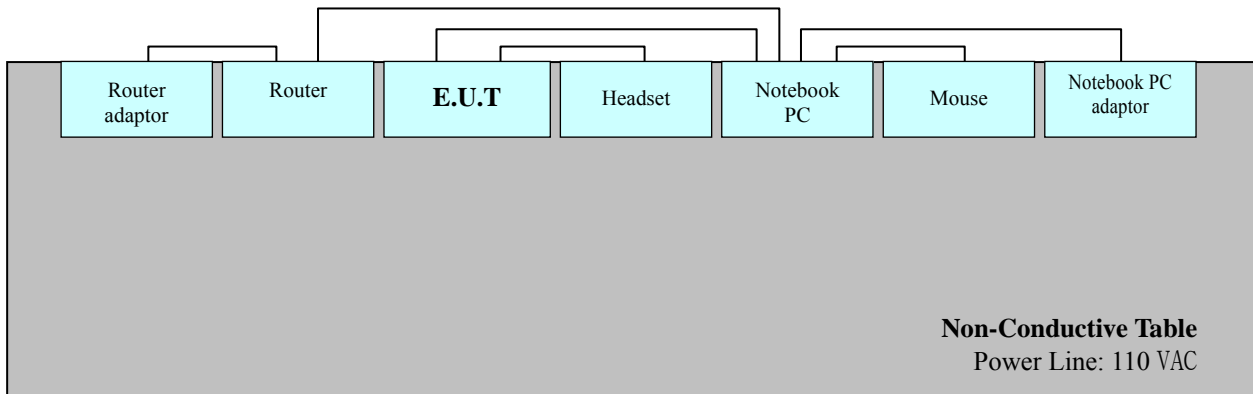 Router
adaptor
Router
E.U.T
Headset
Notebook
PC
Mouse
Notebook PC
adaptor
Non-Conductive Table
Power Line: 110 VAC